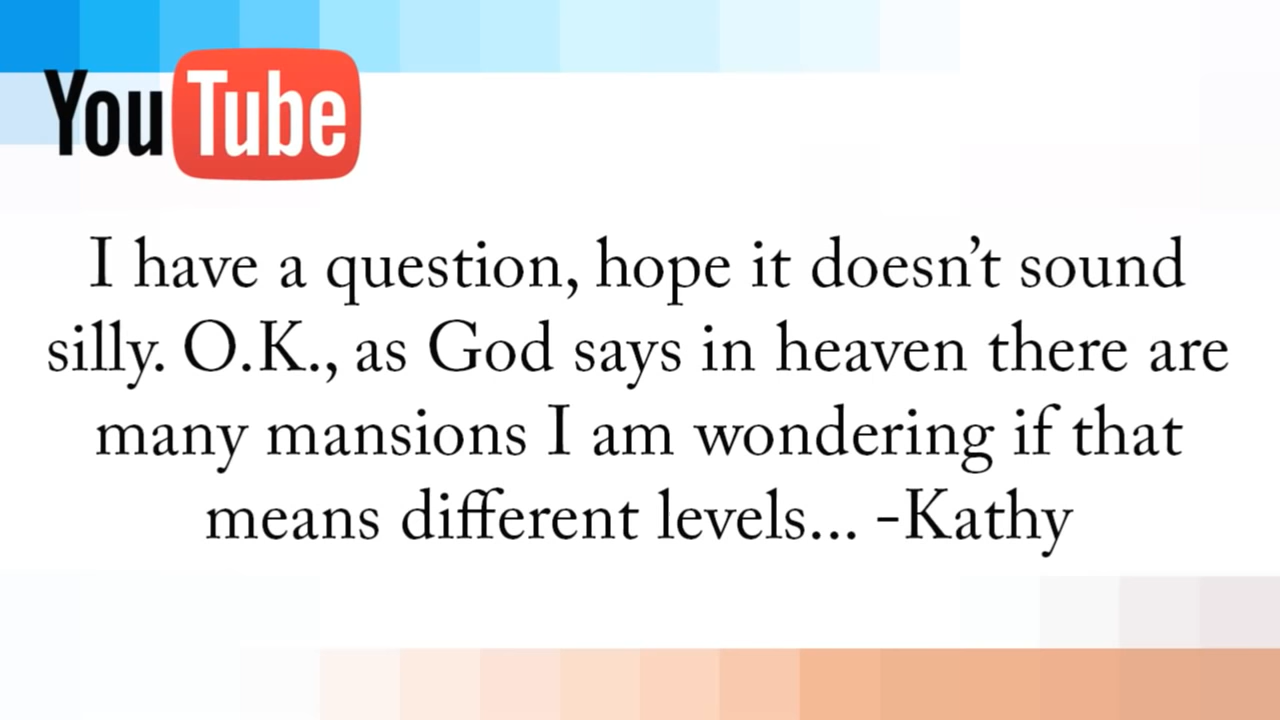 YouTube
I have a question, hope it doesn’t sound
silly. O.K., as God says in heaven there are
many mansions I am wondering if that
means different levels... -Kathy